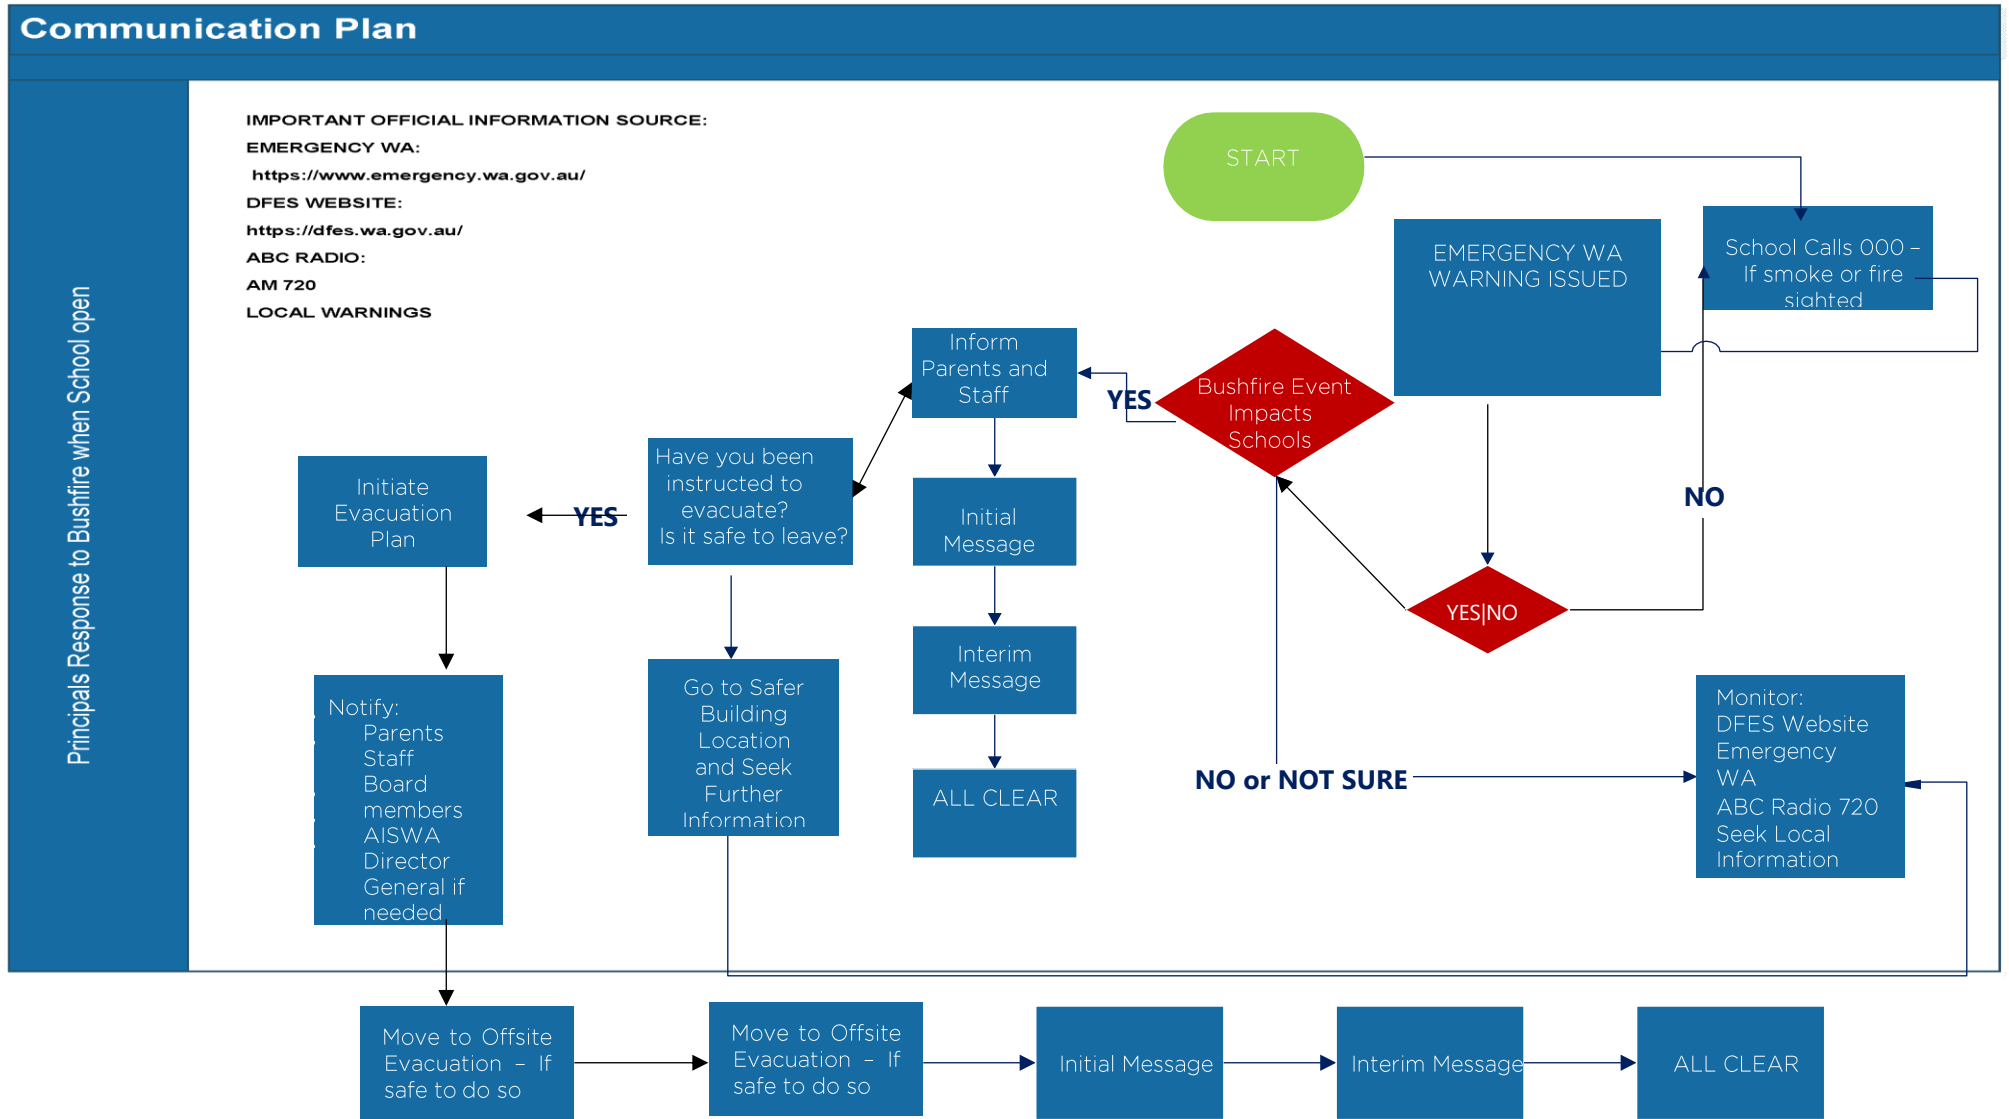 Communication Plan
Principals Response to Bushfire when School open
IMPORTANT OFFICIAL INFORMATION SOURCE:
EMERGENCY WA:
https://www.emergency.wa.gov.au/
DFES WEBSITE:
https://dfes.wa.gov.au/
ABC RADIO:
AM 720
LOCAL WARNINGS
START
School Calls 000 –
If smoke or fire
sighted
EMERGENCY WA
WARNING ISSUED
Bushfire Event
Impacts
Schools
YES
NO
YES|NO
NO or NOT SURE
Inform
Parents and
Staff
Initial
Message
Interim
Message
ALL CLEAR
Have you been
instructed to
evacuate?
Is it safe to leave?
YES
Initiate
Evacuation
Plan
Go to Safer
Building
Location
and Seek
Further
Information
Notify:
Parents
Staff
Board
members
AISWA
Director
General if
needed
Monitor:
DFES Website
Emergency
WA
ABC Radio 720
Seek Local
Information
Move to Offsite
Evacuation – If
safe to do so
Move to Offsite
Evacuation – If
safe to do so
Initial Message
Interim Message
ALL CLEAR